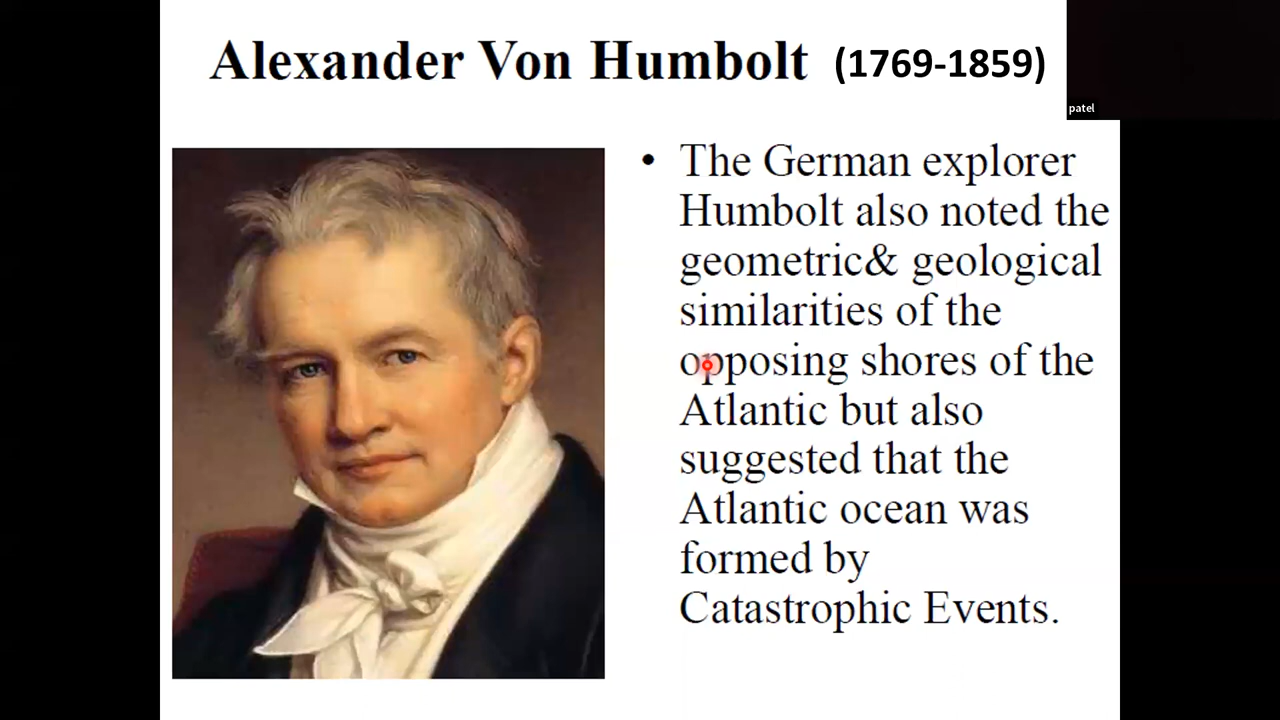 Alexander Von Humbolt (1769-1859)
patel
• The German explorer
Humbolt also noted the
geometric& geological
similarities of the
opposing shores of the
Atlantic but also
suggested that the
Atlantic ocean was
formed by
Catastrophic Events.